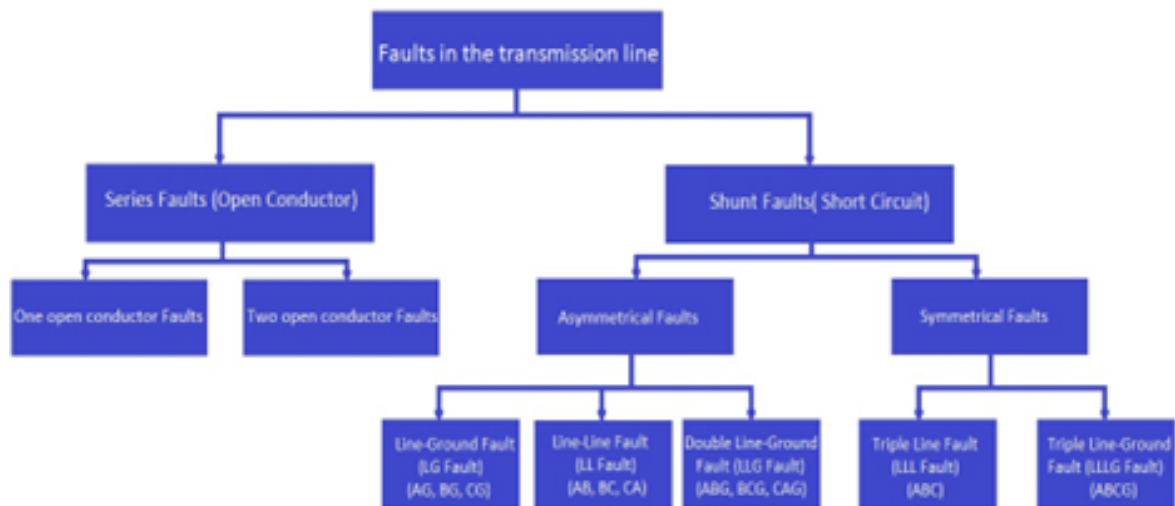 Faults in the transmission line
Series Faults (Open Conductor)
Shunt Faults( Short Circuit)
One open conductor Faults
Two open conductor Faults
Asymmetrical Faults
Symmetrical Faults
Line-Ground Fault
(LG Fault)
(AG, BG, CG)
Line-Line Fault
(LL Fault)
(AB, BC, CA)
Double Line-Ground
Fault (LLG Fault)
(ABG, BCG, CAG)
Triple Line Fault
(LLL Fault)
(ABC)
Triple Line-Ground
Fault (LLLG Fault)
(ABCG)